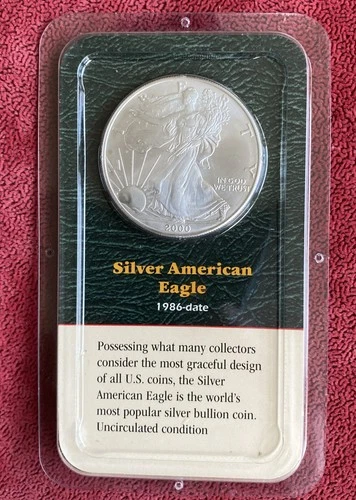 T Y
IN GOD
WE TRUST
2000
Silver American
Eagle
1986-date
Possessing what many collectors
consider the most graceful design
of all U.S. coins, the Silver
American Eagle is the world's
most popular silver bullion coin.
Uncirculated condition